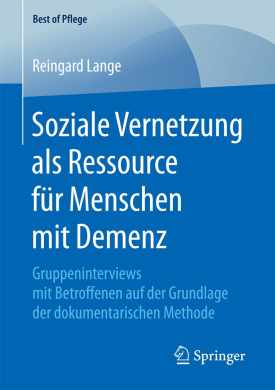 Best of Pflege
Reingard Lange
Soziale Vernetzung
als Ressource
für Menschen
mit Demenz
Gruppeninterviews
mit Betroffenen auf der Grundlage
der dokumentarischen Methode
Springer